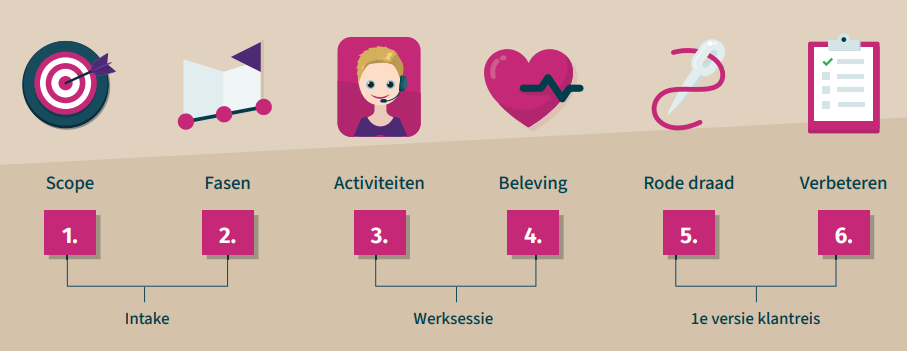 Scope
Fasen
Activiteiten
Beleving
Rode draad
Verbeteren
1.
2.
3.
4.
5.
6.
Intake
Werksessie
1e versie klantreis